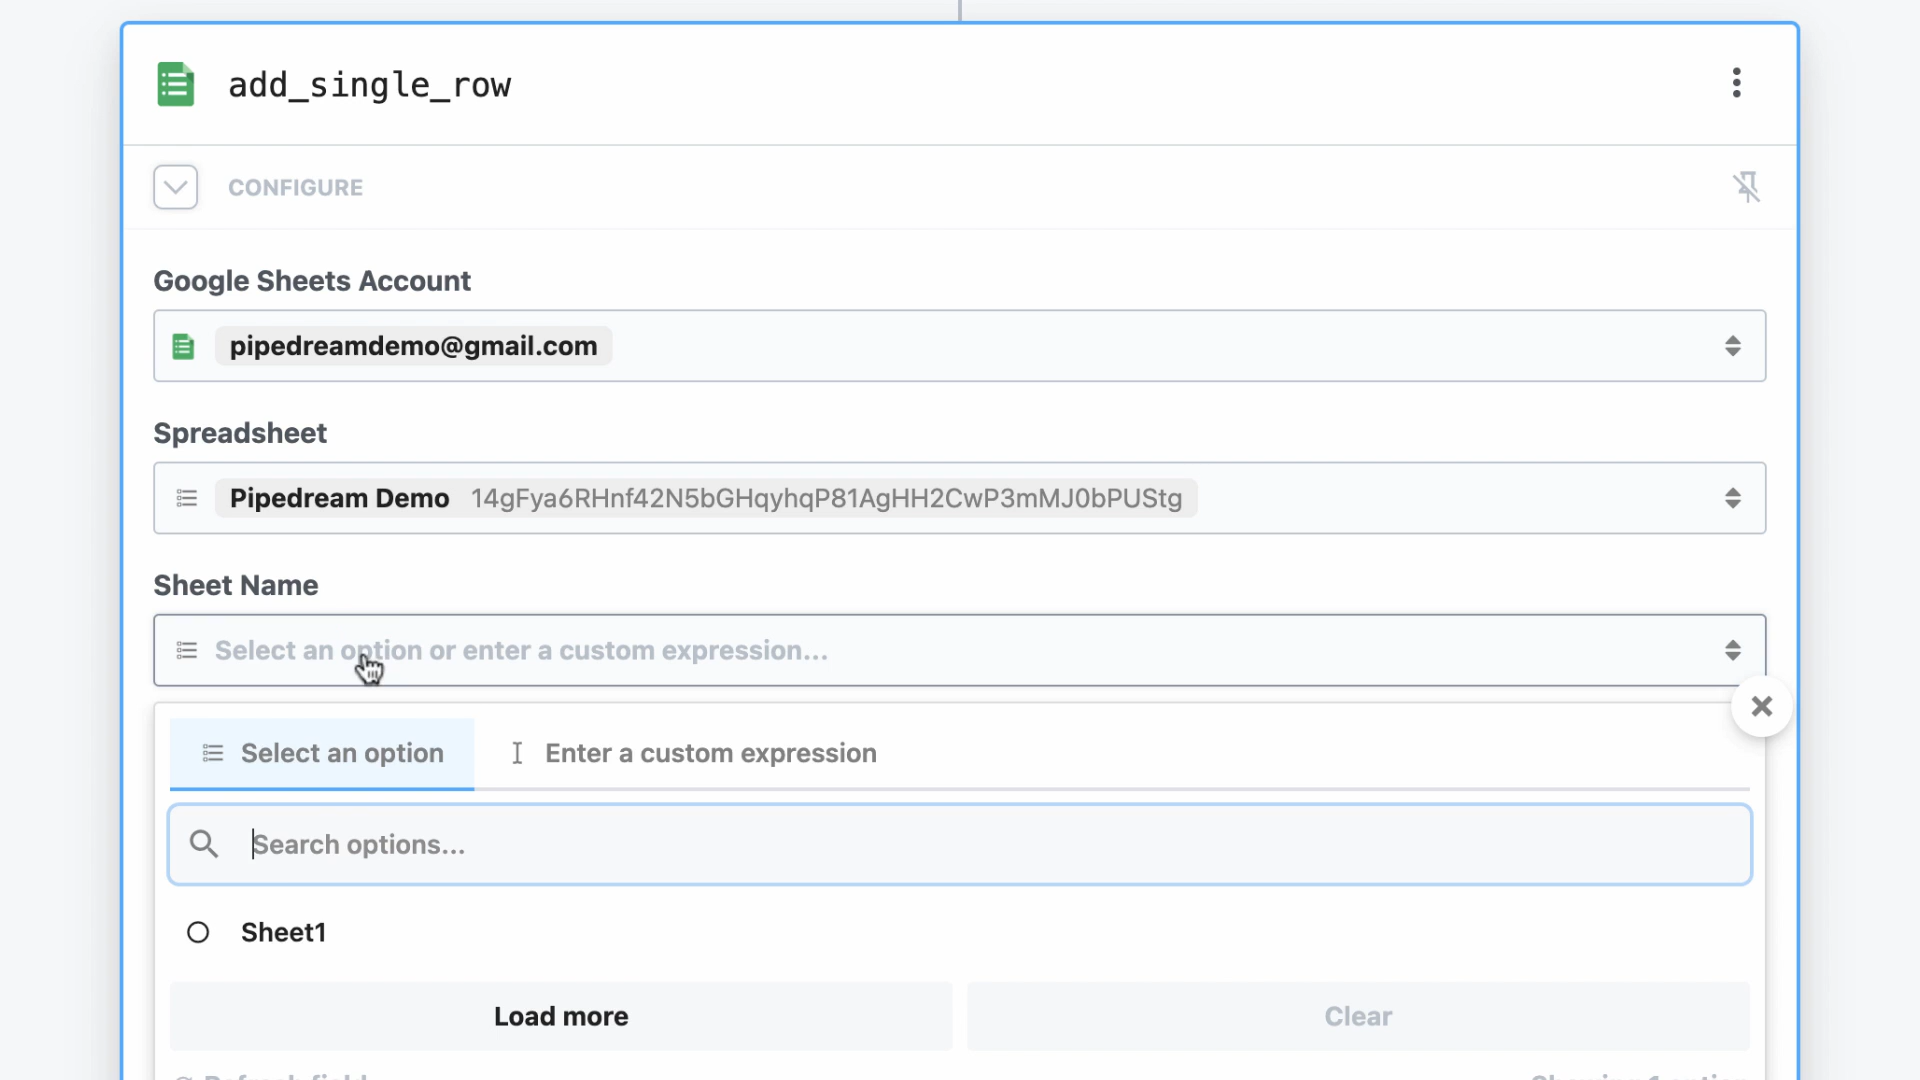 add_single_row
CONFIGURE
Google Sheets Account
pipedreamdemo@gmail.com
Spreadsheet
Pipedream Demo 14gFya6RHnf42N5bGHqyhqP81AgHH2CwP3mMJ0bPUStg
Sheet Name
Select an option or enter a custom expression...
Select an option Enter a custom expression
Search options...
Sheet1
Load more Clear